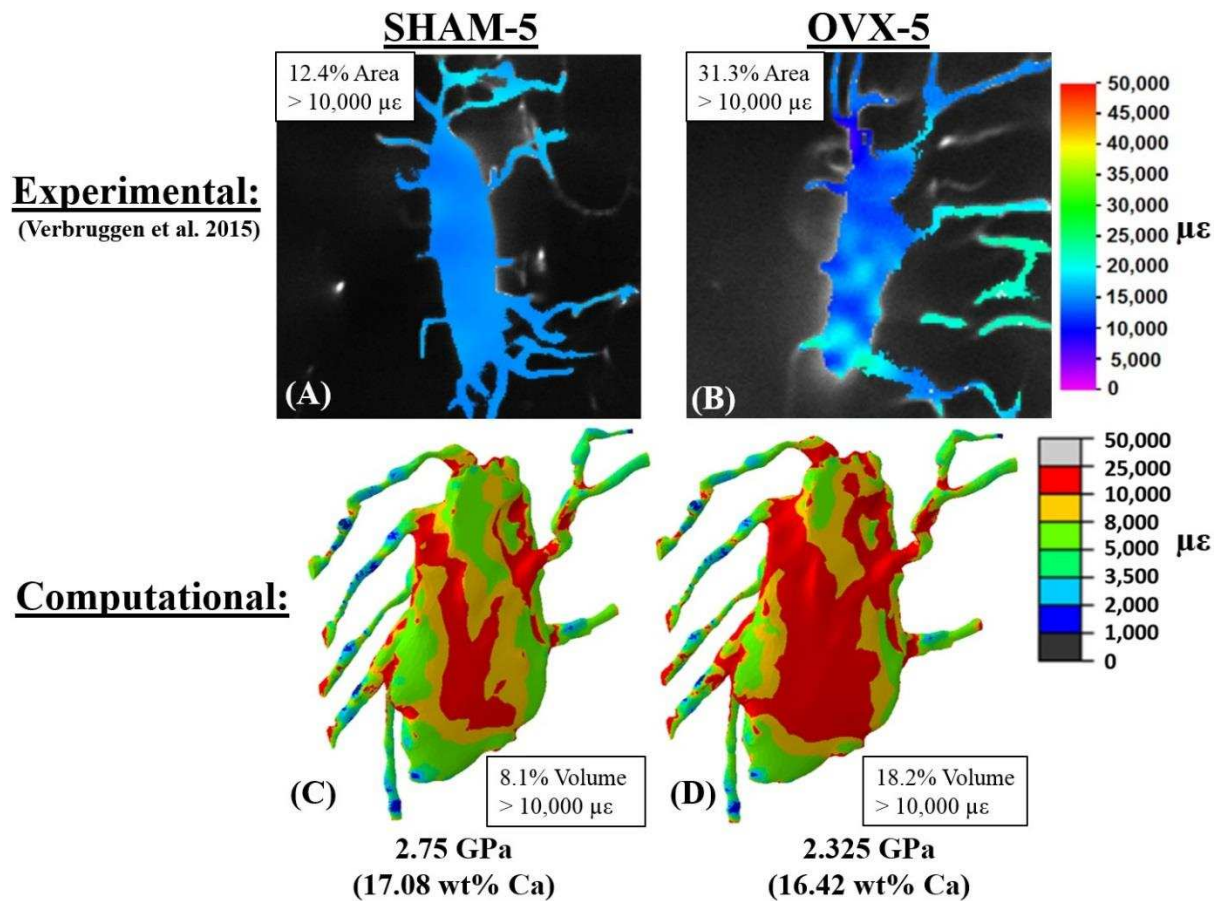 SHAM-5
OVX-5
12.4% Area
> 10,000 µε
31.3% Area
> 10,000 µε
50,000
45,000
40,000
35,000
30,000
25,000
20,000
15,000
10,000
5,000
0
µε
Experimental:
(Verbruggen et al. 2015)
(A)
(B)
50,000
25,000
10,000
8,000
5,000
3,500
2,000
1,000
0
µε
Computational:
(C)
8.1% Volume
> 10,000 µε
(D)
18.2% Volume
> 10,000 µε
2.75 GPa
(17.08 wt% Ca)
2.325 GPa
(16.42 wt% Ca)